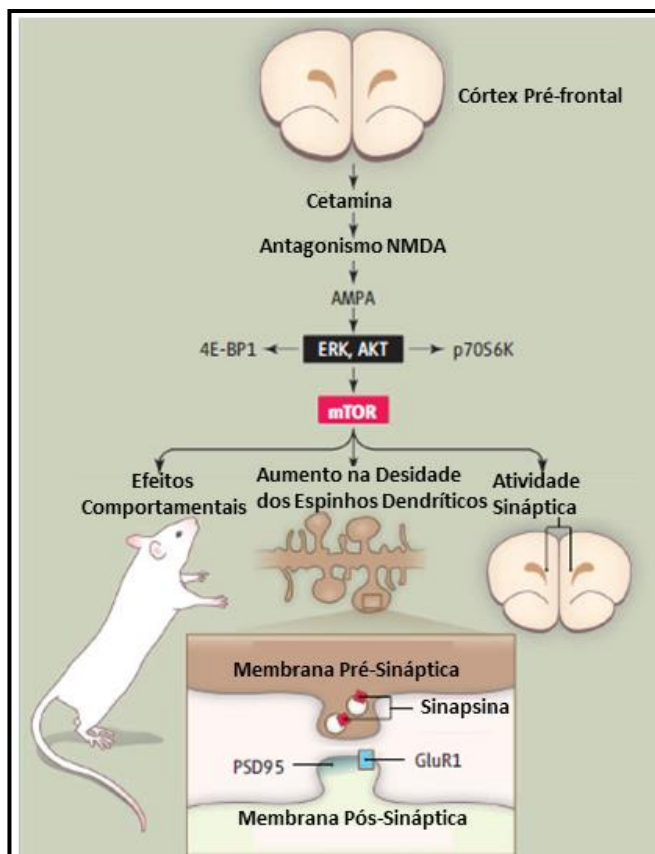 Córtex Pré-frontal
Cetamina
Antagonismo NMDA
AMPA
4E-BP1
ERK, AKT
p70S6K
mTOR
Efeitos
Comportamentais
Aumento na Desidade
dos Espinhos Dendríticos
Atividade
Sináptica
Membrana Pré-Sináptica
Sinapsina
PSD95
GluR1
Membrana Pós-Sináptica